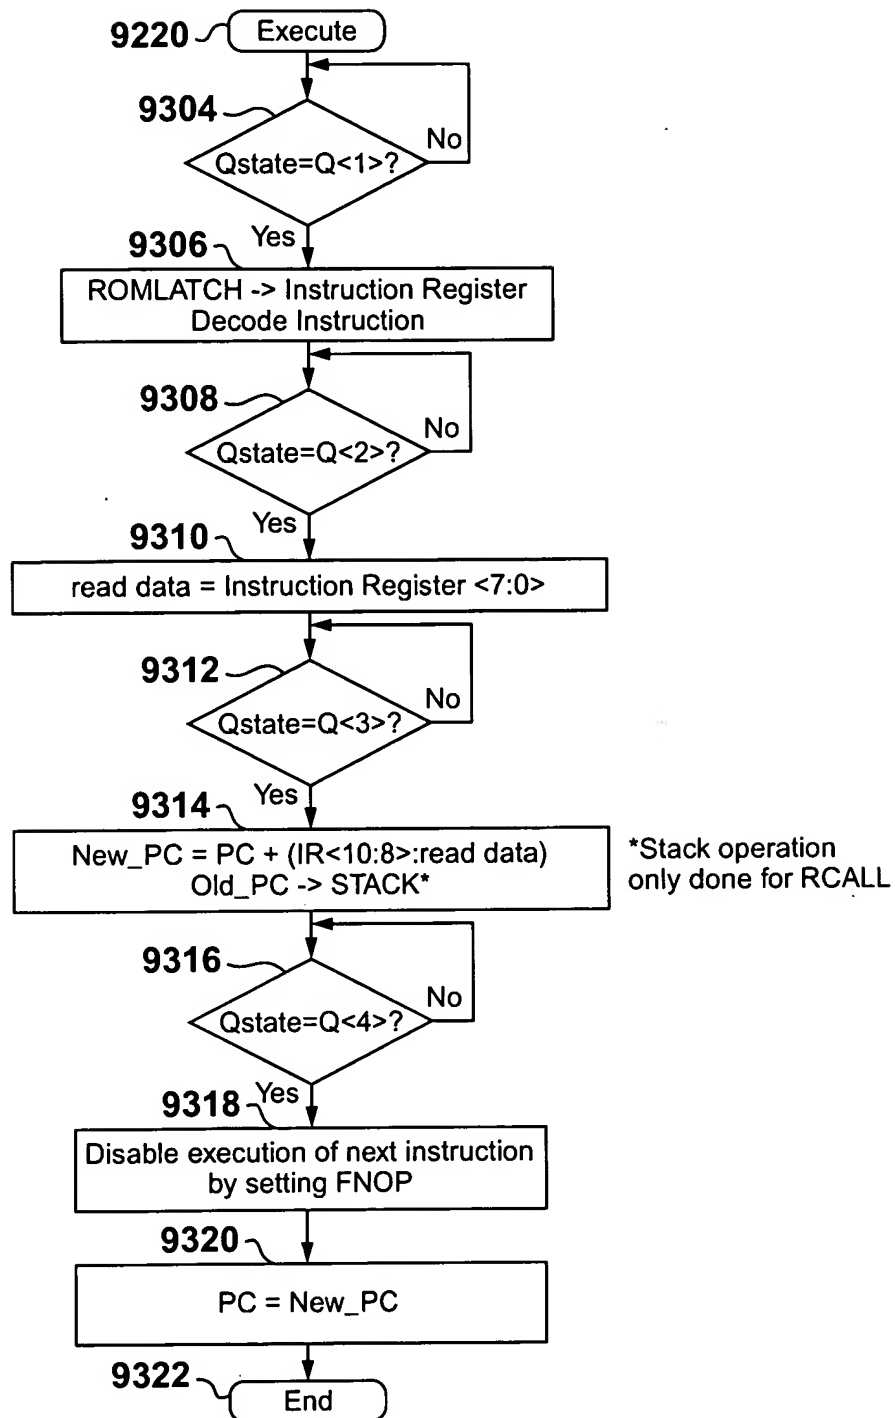 9220
Execute
9304
Qstate=Q<1>?
No
Yes
9306
ROMLATCH -> Instruction Register
Decode Instruction
9308
Qstate=Q<2>?
No
Yes
9310
read data = Instruction Register <7:0>
9312
Qstate=Q<3>?
No
Yes
9314
New_PC = PC + (IR<10:8>:read data)
Old_PC -> STACK*
*Stack operation
only done for RCALL
9316
Qstate=Q<4>?
No
Yes
9318
Disable execution of next instruction
by setting FNOP
9320
PC = New_PC
9322
End